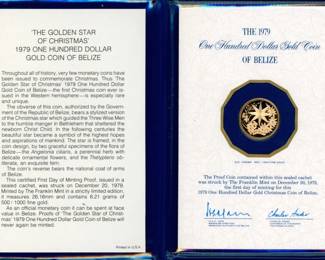 'THE GOLDEN STAR
OF CHRISTMAS'
1979 ONE HUNDRED DOLLAR
GOLD COIN OF BELIZE
Throughout all of history, very few monetary coins have
been issued to commemorate Christmas. Thus, 'The
Golden Star of Christmas' 1979 One Hundred Dollar
Gold Coin of Belize—the first Christmas coin ever is-
sued in the Western hemisphere—is especially rare
and unique.
The obverse of this coin, authorized by the Govern-
ment of the Republic of Belize, bears a stylized version
of the Christmas star which guided the Three Wise Men
to the humble manger in Bethlehem that sheltered the
newborn Christ Child. In the following centuries the
beautiful star became a symbol of the highest hopes
and aspirations of mankind. The star is framed, in the
coin design, by two graceful specimens of the flora of
Belize—the Angelonia ciliaris, a perennial herb with
delicate ornamental flowers, and the Thelypteris ob-
literata, an exquisite fern.
The coin's reverse bears the national coat of arms
of Belize.
This certified First Day of Minting Proof, issued in a
sealed cachet, was struck on December 20, 1979.
Minted by The Franklin Mint in a strictly limited edition,
it measures 26.16mm and contains 6.21 grams of
500/1000 fine gold.
As an official monetary coin it can be spent at face
value in Belize. Proofs of 'The Golden Star of Christ-
mas' 1979 One Hundred Dollar Gold Coin of Belize will
never again be minted.
Printed in U.S.A.
THE 1979
One Hundred Dollar Gold Coin
OF BELIZE
The Proof Coin contained within this sealed cachet
was struck by The Franklin Mint on December 20, 1979,
the first day of minting for this
1979 One Hundred Dollar Christmas Coin of Belize.